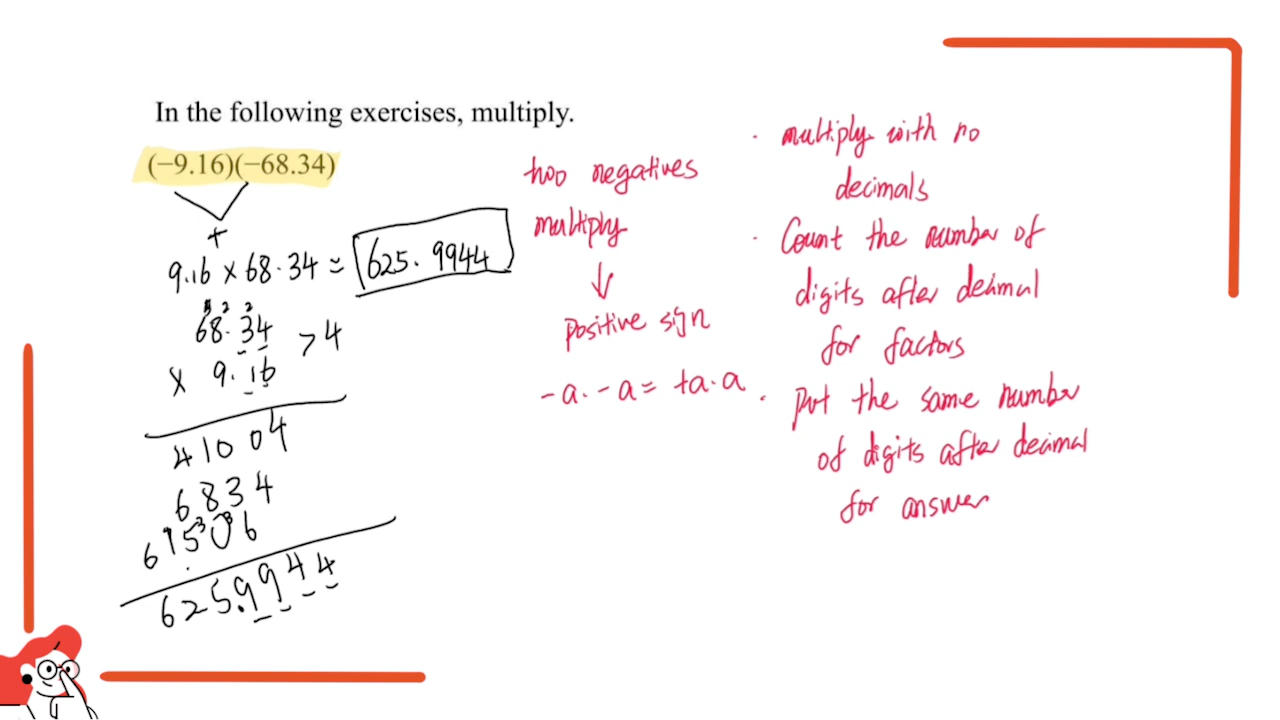 In the following exercises, multiply.
(−9.16)(−68.34)
+
9.16 × 68.34 = 625.9944
68.34 > 4
× 9.16
41004
6834
61506
625.9944
two negatives
multiply
↓
positive sign
-a. -a = +a.a
· multiply with no
decimals
· Count the number of
digits after decimal
for factors
· Put the same number
of digits after decimal
for answer